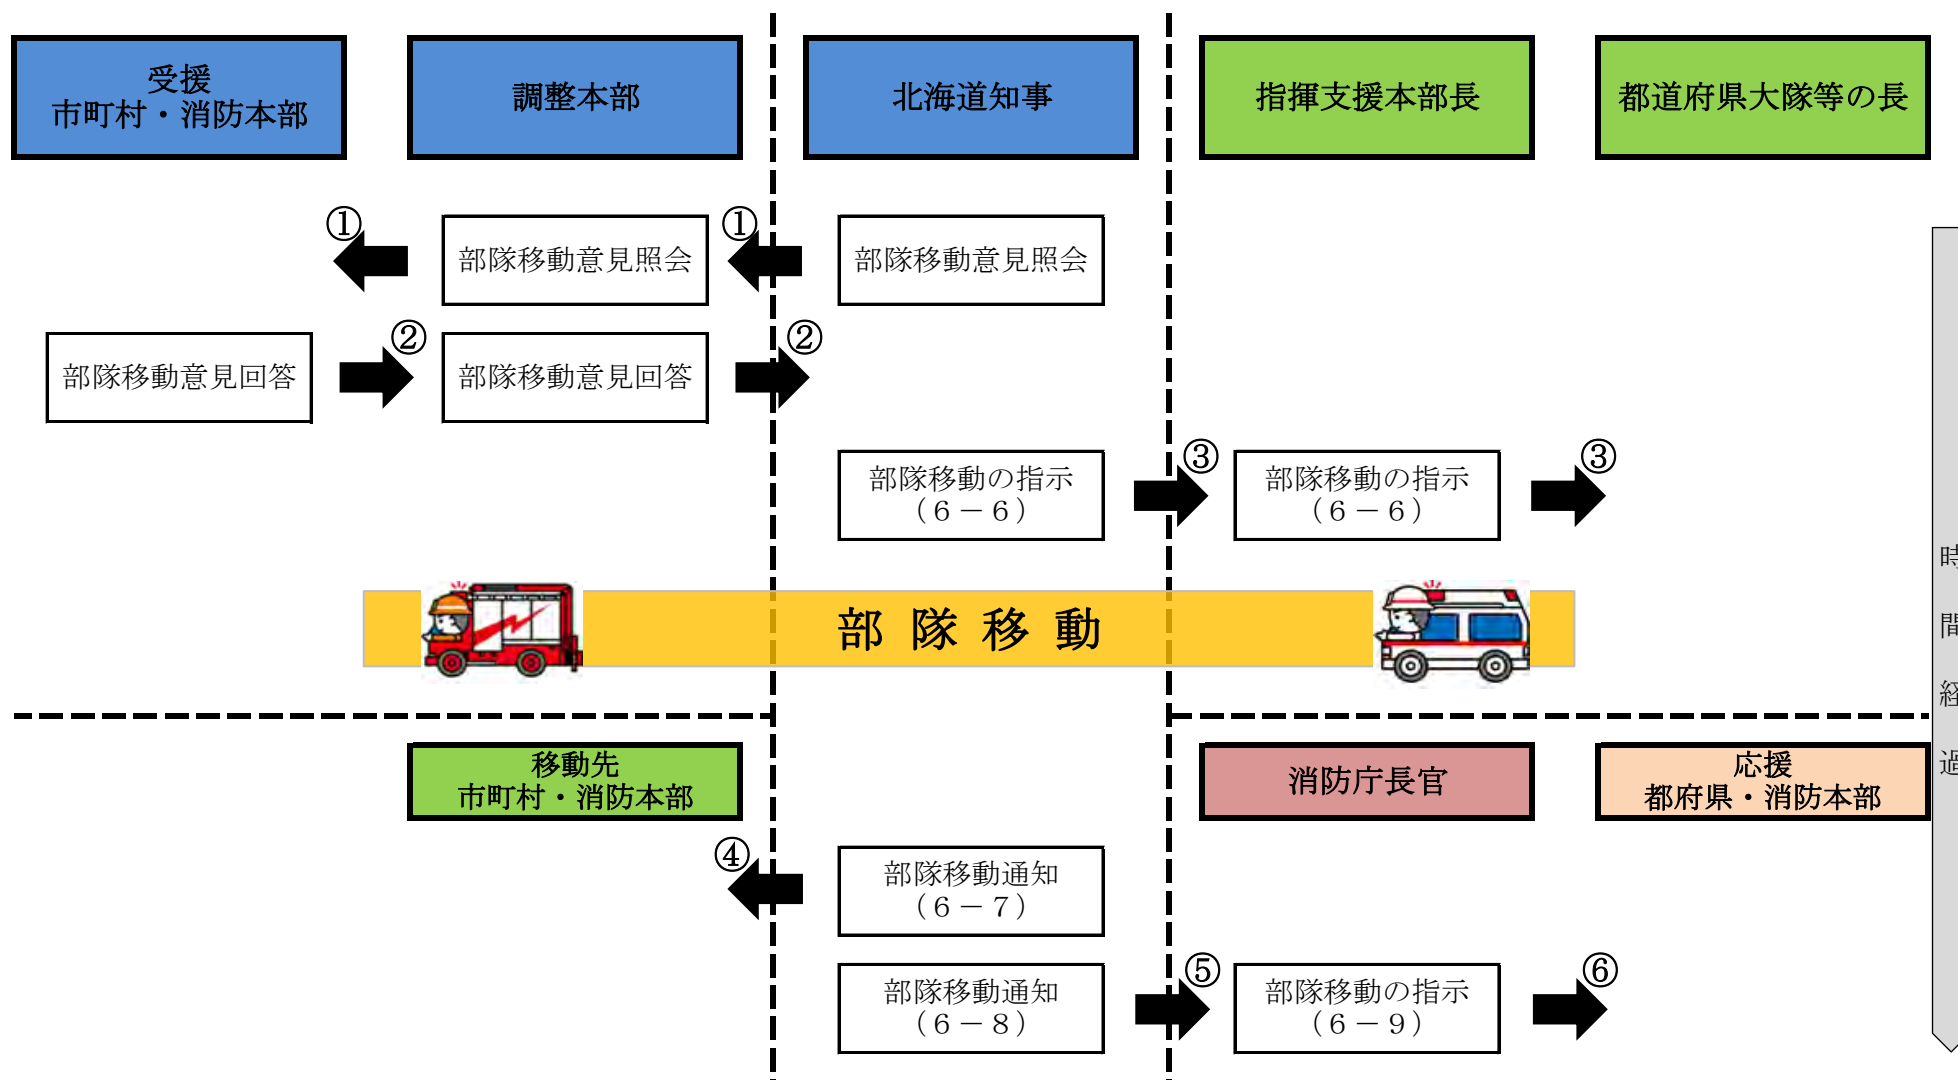 受援
市町村・消防本部
調整本部
北海道知事
指揮支援本部長
都道府県大隊等の長
①
部隊移動意見照会
①
部隊移動意見照会
部隊移動意見回答
②
部隊移動意見回答
②
部隊移動の指示
（６－６）
③
部隊移動の指示
（６－６）
③
部隊移動
時
間
経
過
移動先
市町村・消防本部
消防庁長官
応援
都府県・消防本部
④
部隊移動通知
（６－７）
部隊移動通知
（６－８）
⑤
部隊移動の指示
（６－９）
⑥